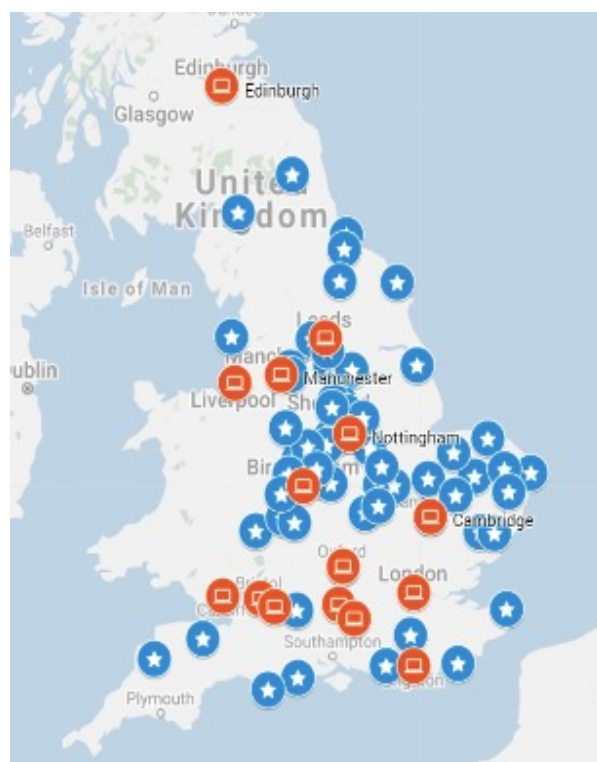 Dundee
Edinburgh
Edinburgh
Glasgow
United
Kingdom
Belfast
Isle of Man
Leeds
Manchester
Liverpool
Nottingham
Cambridge
Oxford
Bristol
London
Southampton
Plymouth